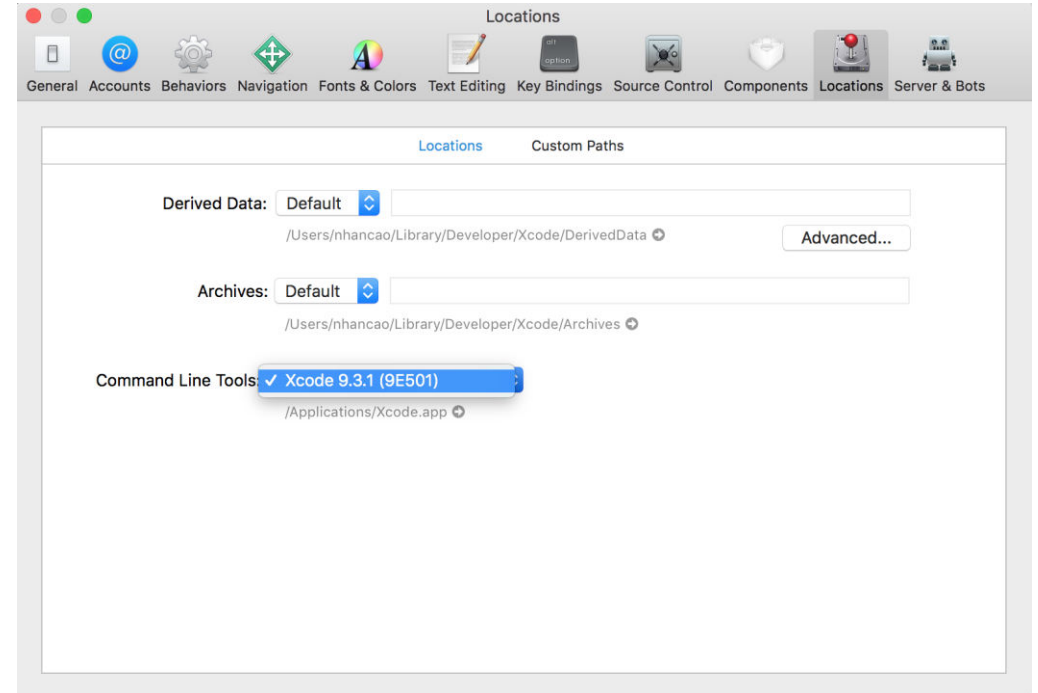 Locations
alt
option
General Accounts Behaviors Navigation Fonts & Colors Text Editing Key Bindings Source Control Components Locations Server & Bots
Locations Custom Paths
Derived Data: Default
/Users/nhancao/Library/Developer/Xcode/DerivedData
Advanced...
Archives: Default
/Users/nhancao/Library/Developer/Xcode/Archives
Command Line Tools: ✓ Xcode 9.3.1 (9E501)
/Applications/Xcode.app